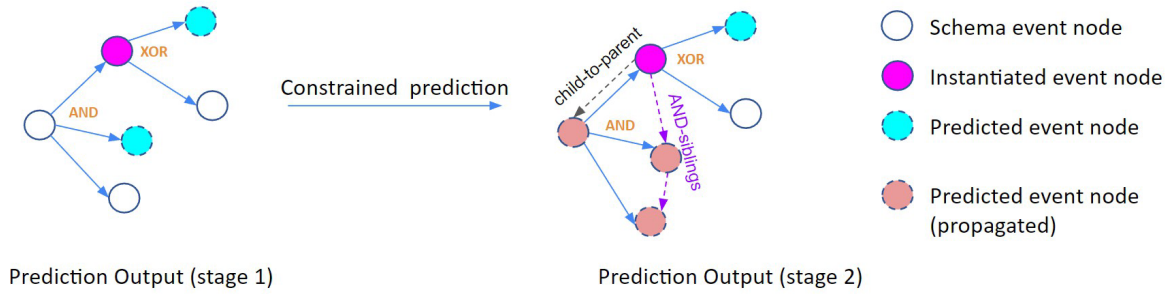 XOR
AND
Constrained prediction
child-to-parent
XOR
AND
AND-siblings
Schema event node
Instantiated event node
Predicted event node
Predicted event node
(propagated)
Prediction Output (stage 1)
Prediction Output (stage 2)